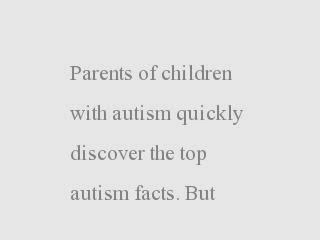 Parents of children
with autism quickly
discover the top
autism facts. But